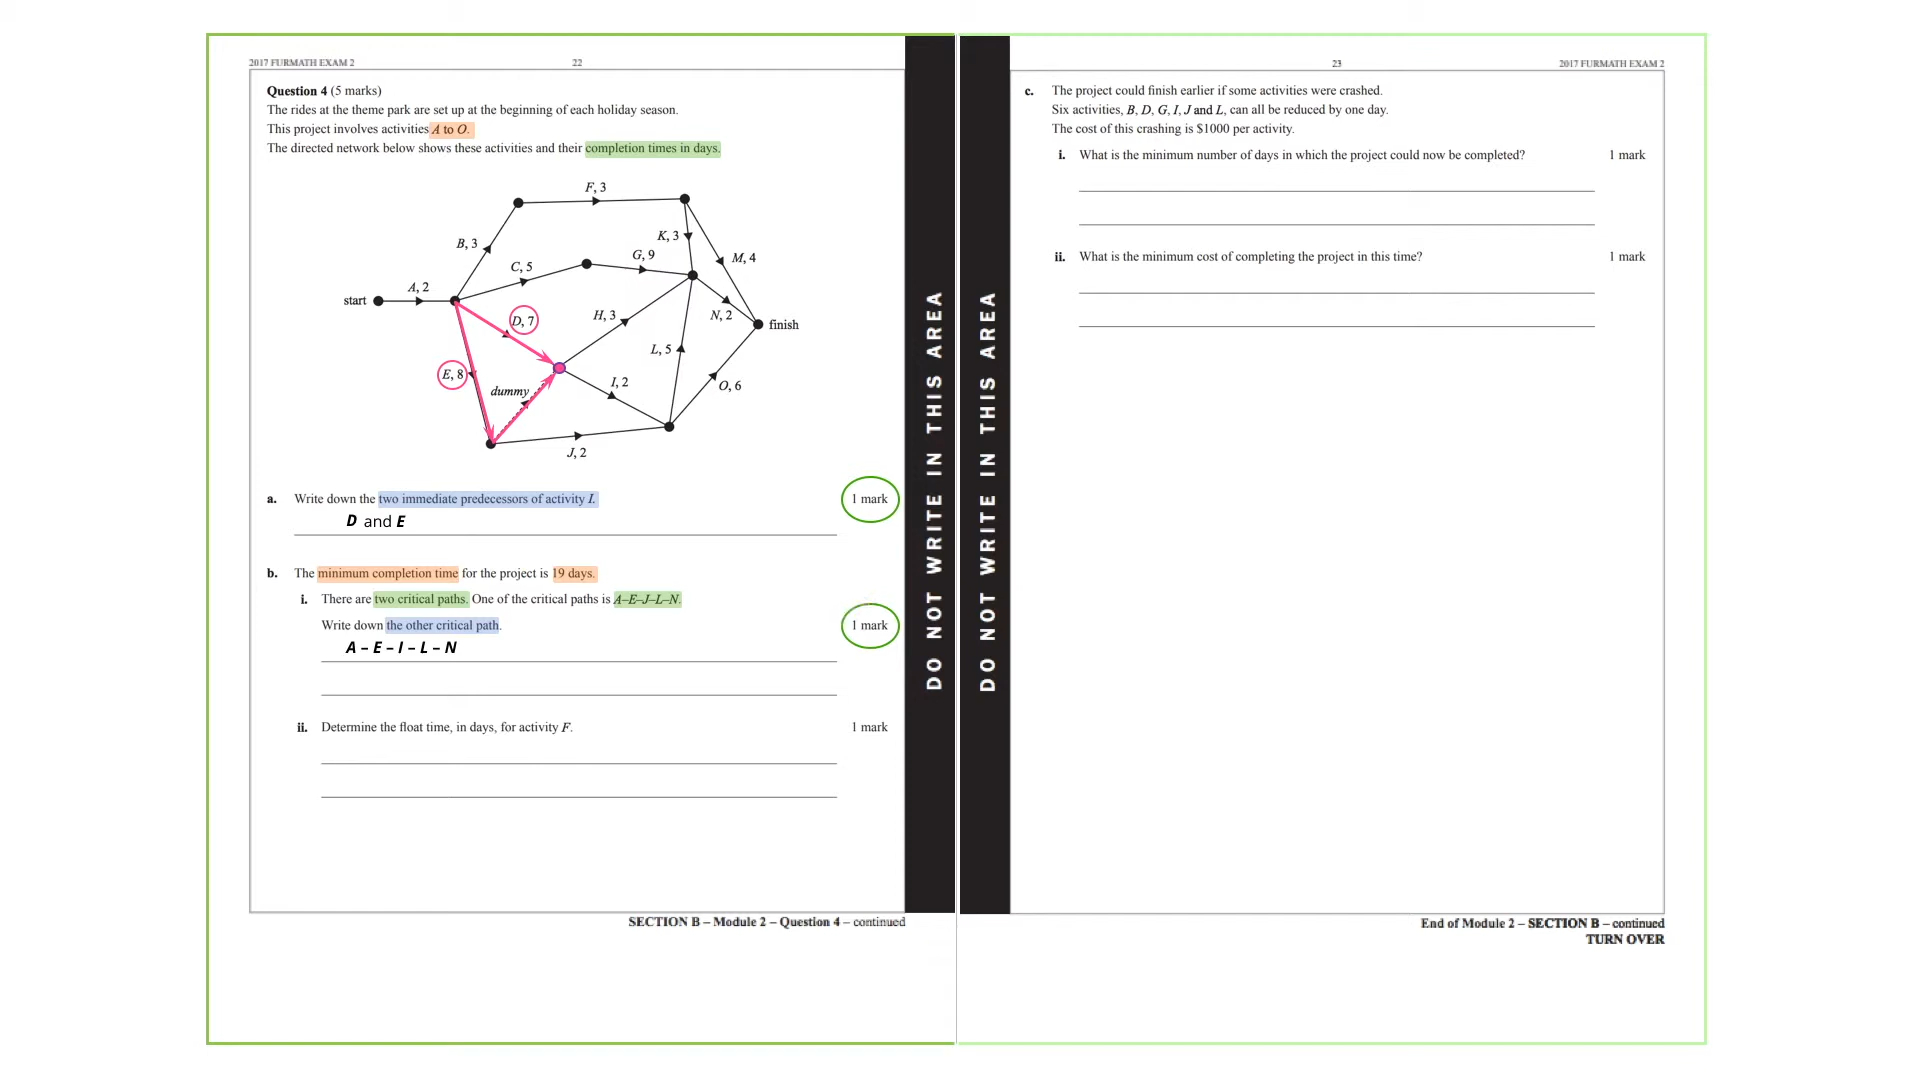 2017 FURMATH EXAM 2
22
Question 4 (5 marks)
The rides at the theme park are set up at the beginning of each holiday season.
This project involves activities A to O.
The directed network below shows these activities and their completion times in days.
F, 3
B, 3
K, 3
G, 9
M, 4
C, 5
A, 2
start
D, 7
H, 3
N, 2
finish
L, 5
E, 8
I, 2
O, 6
dummy
J, 2
a. Write down the two immediate predecessors of activity I. 1 mark
D and E
b. The minimum completion time for the project is 19 days.
i. There are two critical paths. One of the critical paths is A–E–J–L–N.
Write down the other critical path. 1 mark
A – E – I – L – N
ii. Determine the float time, in days, for activity F. 1 mark
SECTION B – Module 2 – Question 4 – continued
DO NOT WRITE IN THIS AREA
DO NOT WRITE IN THIS AREA
23
2017 FURMATH EXAM 2
c. The project could finish earlier if some activities were crashed.
Six activities, B, D, G, I, J and L, can all be reduced by one day.
The cost of this crashing is $1000 per activity.
i. What is the minimum number of days in which the project could now be completed? 1 mark
ii. What is the minimum cost of completing the project in this time? 1 mark
End of Module 2 – SECTION B – continued
TURN OVER